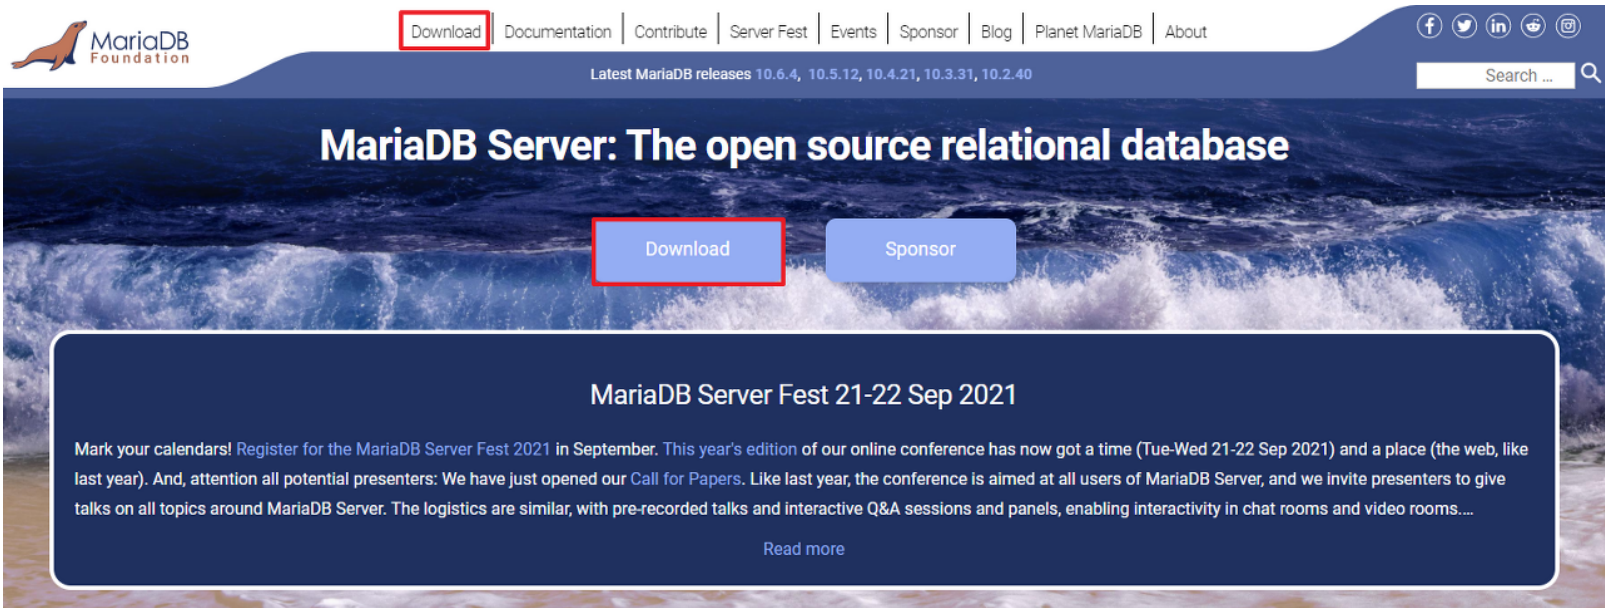 MariaDB
Foundation
Download
Documentation
Contribute
Server Fest
Events
Sponsor
Blog
Planet MariaDB
About
Latest MariaDB releases 10.6.4, 10.5.12, 10.4.21, 10.3.31, 10.2.40
Search ...
MariaDB Server: The open source relational database
Download
Sponsor
MariaDB Server Fest 21-22 Sep 2021
Mark your calendars! Register for the MariaDB Server Fest 2021 in September. This year's edition of our online conference has now got a time (Tue-Wed 21-22 Sep 2021) and a place (the web, like
last year). And, attention all potential presenters: We have just opened our Call for Papers. Like last year, the conference is aimed at all users of MariaDB Server, and we invite presenters to give
talks on all topics around MariaDB Server. The logistics are similar, with pre-recorded talks and interactive Q&A sessions and panels, enabling interactivity in chat rooms and video rooms....
Read more